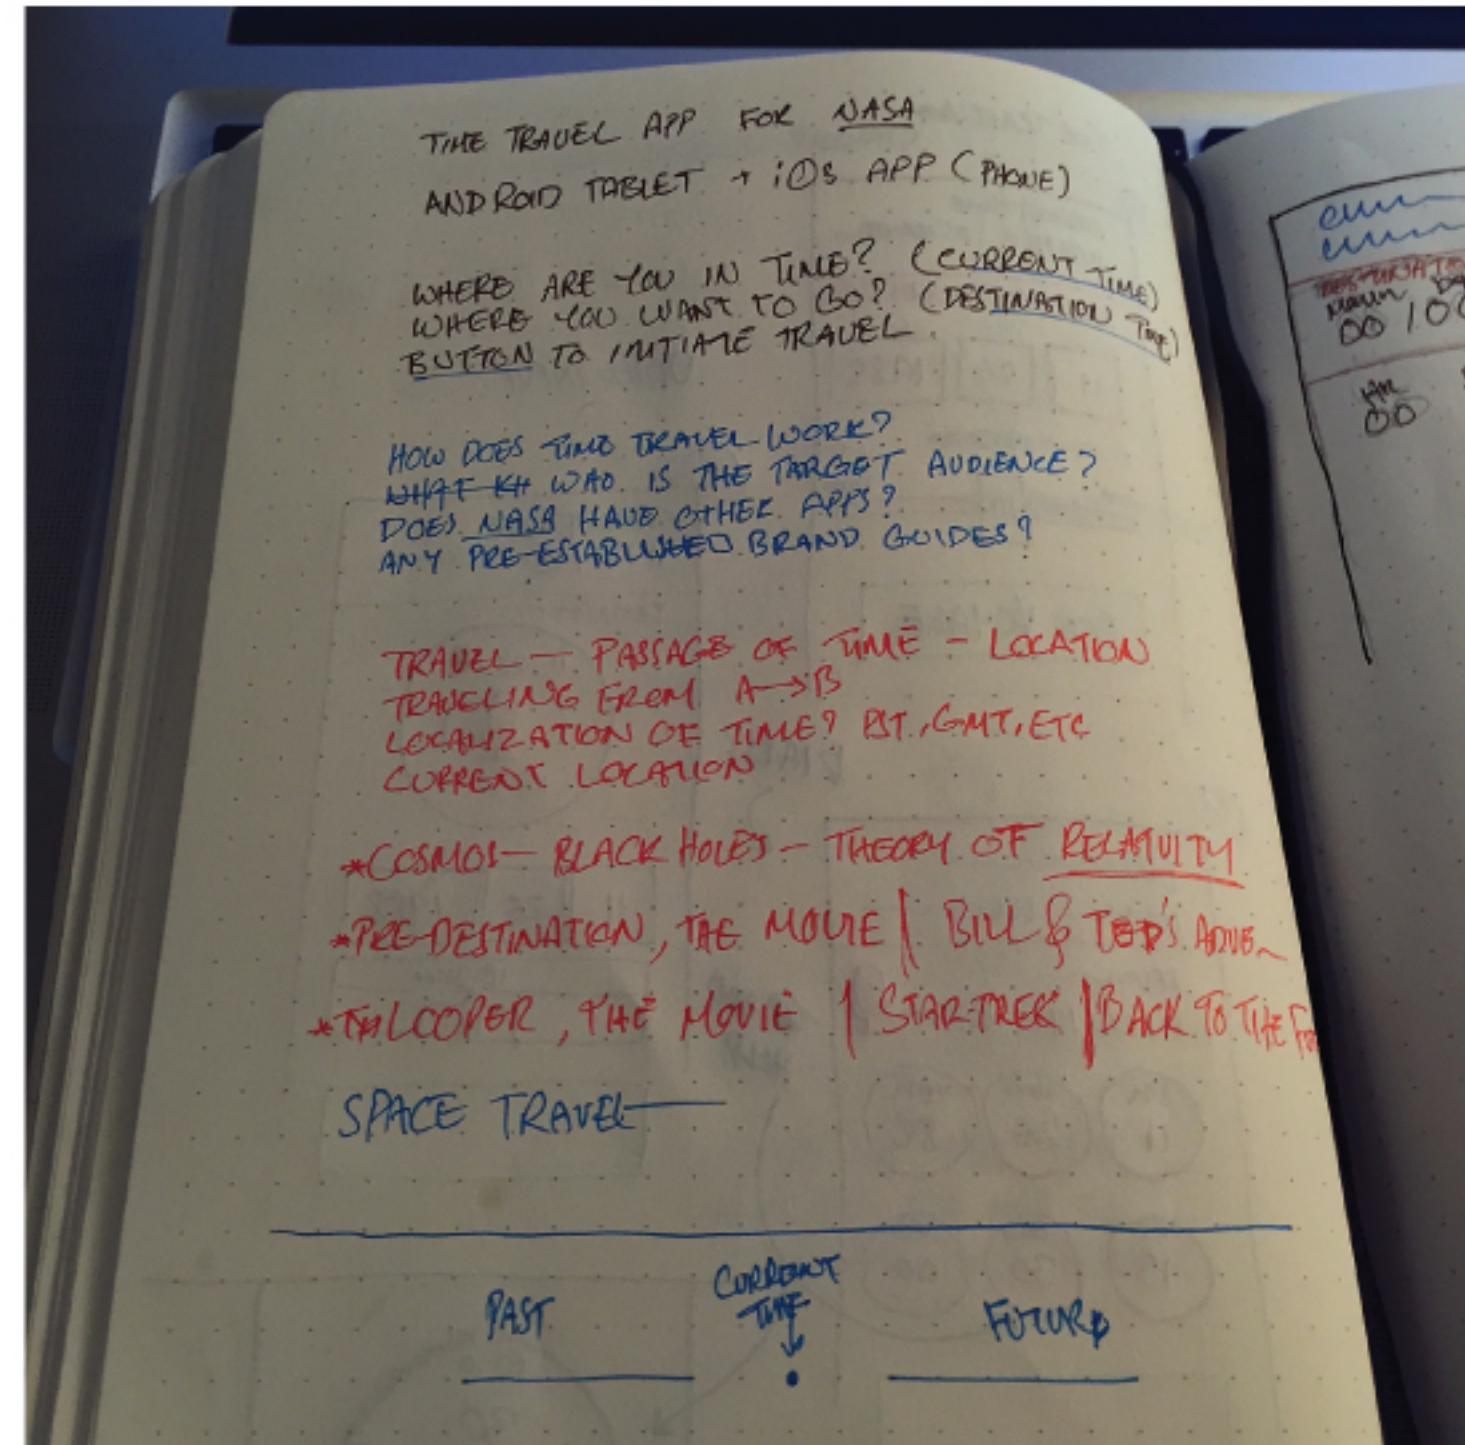 TIME TRAVEL APP FOR NASA
ANDROID TABLET + iOS APP (PHONE)
WHERE ARE YOU IN TIME? (CURRENT TIME)
WHERE YOU WANT TO GO? (DESTINATION TIME)
BUTTON TO INITIATE TRAVEL.
HOW DOES TIME TRAVEL WORK?
WHO IS THE TARGET AUDIENCE?
DOES NASA HAVE OTHER APPS?
ANY PRE-ESTABLISHED BRAND GUIDES?
TRAVEL — PASSAGE OF TIME — LOCATION
TRAVELING FROM A→B
LOCALIZATION OF TIME? PST, GMT, ETC
CURRENT LOCATION
*COSMOS — BLACK HOLES — THEORY OF RELATIVITY
*PRE-DESTINATION, THE MOVIE | BILL & TED'S ADVE
*LOOPER, THE MOVIE | STAR TREK | BACK TO THE
SPACE TRAVEL —
CURRENT
TIME
PAST
FUTURE
00 / 00
HR
00